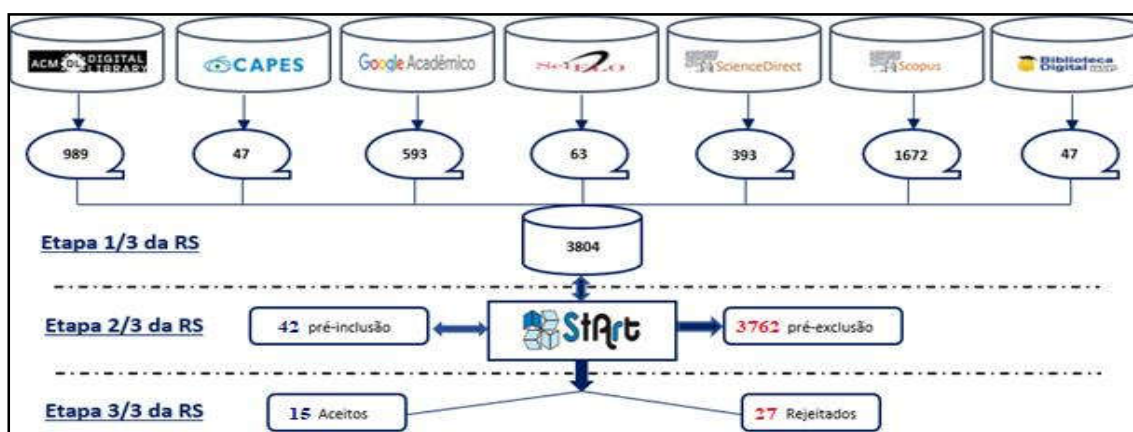 ACM DL DIGITAL LIBRARY
CAPES
Google Acadêmico
SciELO
ScienceDirect
Scopus
Biblioteca Digital
989
47
593
63
393
1672
47
Etapa 1/3 da RS
3804
Etapa 2/3 da RS
42 pré-inclusão
StArt
3762 pré-exclusão
Etapa 3/3 da RS
15 Aceitos
27 Rejeitados